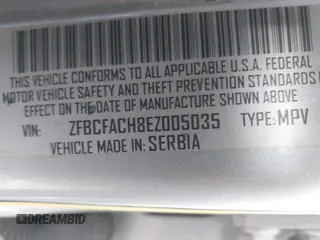 THIS VEHICLE CONFORMS TO ALL APPLICABLE U.S.A. FEDERAL
MOTOR VEHICLE SAFETY AND THEFT PREVENTION STANDARDS IN
EFFECT ON THE DATE OF MANUFACTURE SHOWN ABOVE.
VIN: ZFBCFACH8EZ005035 TYPE: MPV
VEHICLE MADE IN: SERBIA
DREAMBID